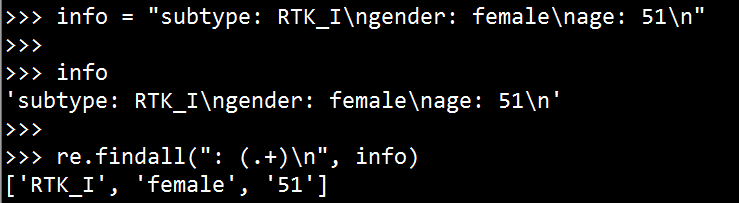 >>> info = "subtype: RTK_I\ngender: female\nage: 51\n"
>>>
>>> info
'subtype: RTK_I\ngender: female\nage: 51\n'
>>>
>>> re.findall(": (.+)\n", info)
['RTK_I', 'female', '51']